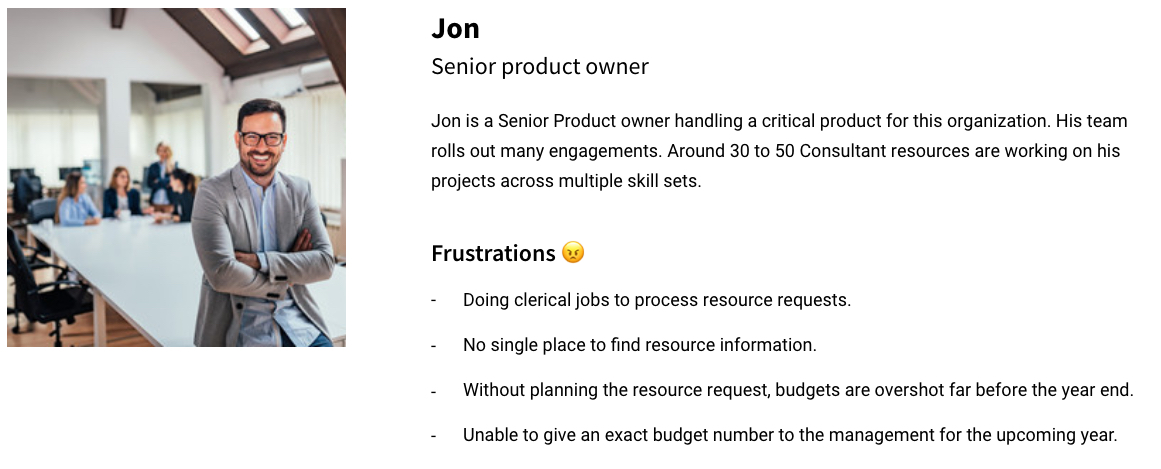 Jon
Senior product owner
Jon is a Senior Product owner handling a critical product for this organization. His team
rolls out many engagements. Around 30 to 50 Consultant resources are working on his
projects across multiple skill sets.
Frustrations 😠
- Doing clerical jobs to process resource requests.
- No single place to find resource information.
- Without planning the resource request, budgets are overshot far before the year end.
- Unable to give an exact budget number to the management for the upcoming year.